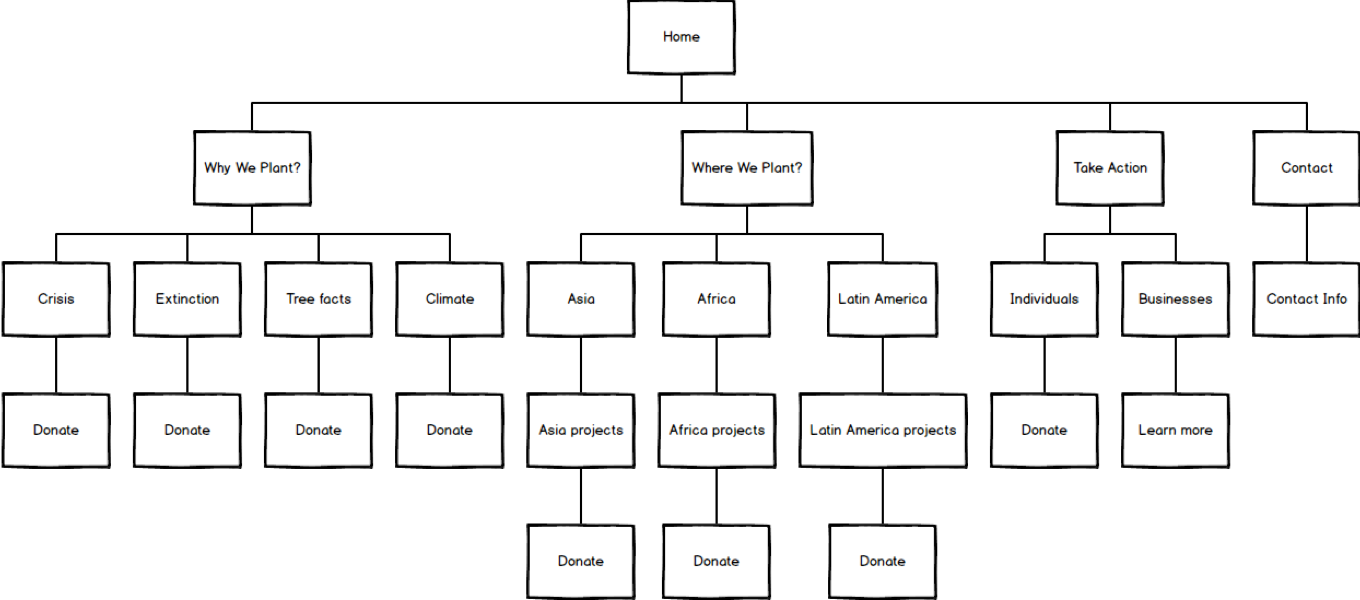 Home
Why We Plant?
Where We Plant?
Take Action
Contact
Crisis
Extinction
Tree facts
Climate
Asia
Africa
Latin America
Individuals
Businesses
Contact Info
Donate
Donate
Donate
Donate
Asia projects
Africa projects
Latin America projects
Donate
Learn more
Donate
Donate
Donate